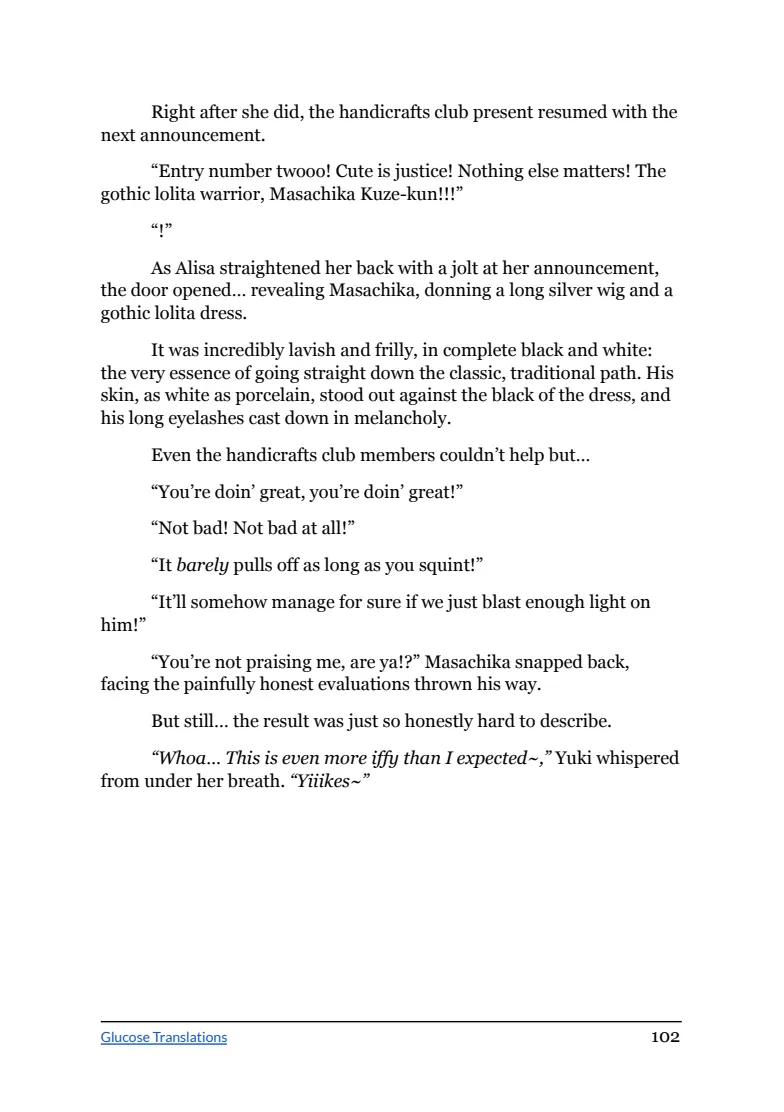 Right after she did, the handicrafts club present resumed with the
next announcement.
“Entry number twooo! Cute is justice! Nothing else matters! The
gothic lolita warrior, Masachika Kuze-kun!!!”
“!”
As Alisa straightened her back with a jolt at her announcement,
the door opened... revealing Masachika, donning a long silver wig and a
gothic lolita dress.
It was incredibly lavish and frilly, in complete black and white:
the very essence of going straight down the classic, traditional path. His
skin, as white as porcelain, stood out against the black of the dress, and
his long eyelashes cast down in melancholy.
Even the handicrafts club members couldn’t help but...
“You’re doin’ great, you’re doin’ great!”
“Not bad! Not bad at all!”
“It barely pulls off as long as you squint!”
“It’ll somehow manage for sure if we just blast enough light on
him!”
“You’re not praising me, are ya!?” Masachika snapped back,
facing the painfully honest evaluations thrown his way.
But still... the result was just so honestly hard to describe.
“Whoa... This is even more iffy than I expected~,” Yuki whispered
from under her breath. “Yiiikes~”
Glucose Translations 102